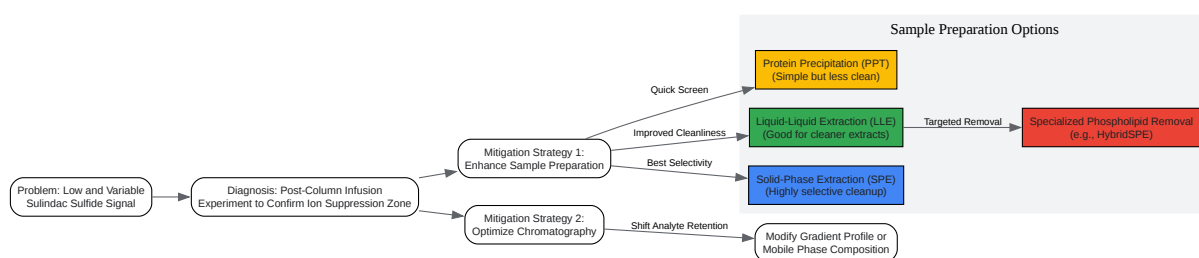 Sample Preparation Options
Protein Precipitation (PPT)
(Simple but less clean)
Quick Screen
Liquid-Liquid Extraction (LLE)
(Good for cleaner extracts)
Targeted Removal
Specialized Phospholipid Removal
(e.g., HybridSPE)
Improved Cleanliness
Mitigation Strategy 1:
Enhance Sample Preparation
Best Selectivity
Solid-Phase Extraction (SPE)
(Highly selective cleanup)
Problem: Low and Variable
Sulindac Sulfide Signal
Diagnosis: Post-Column Infusion
Experiment to Confirm Ion Suppression Zone
Mitigation Strategy 2:
Optimize Chromatography
Shift Analyte Retention
Modify Gradient Profile or
Mobile Phase Composition